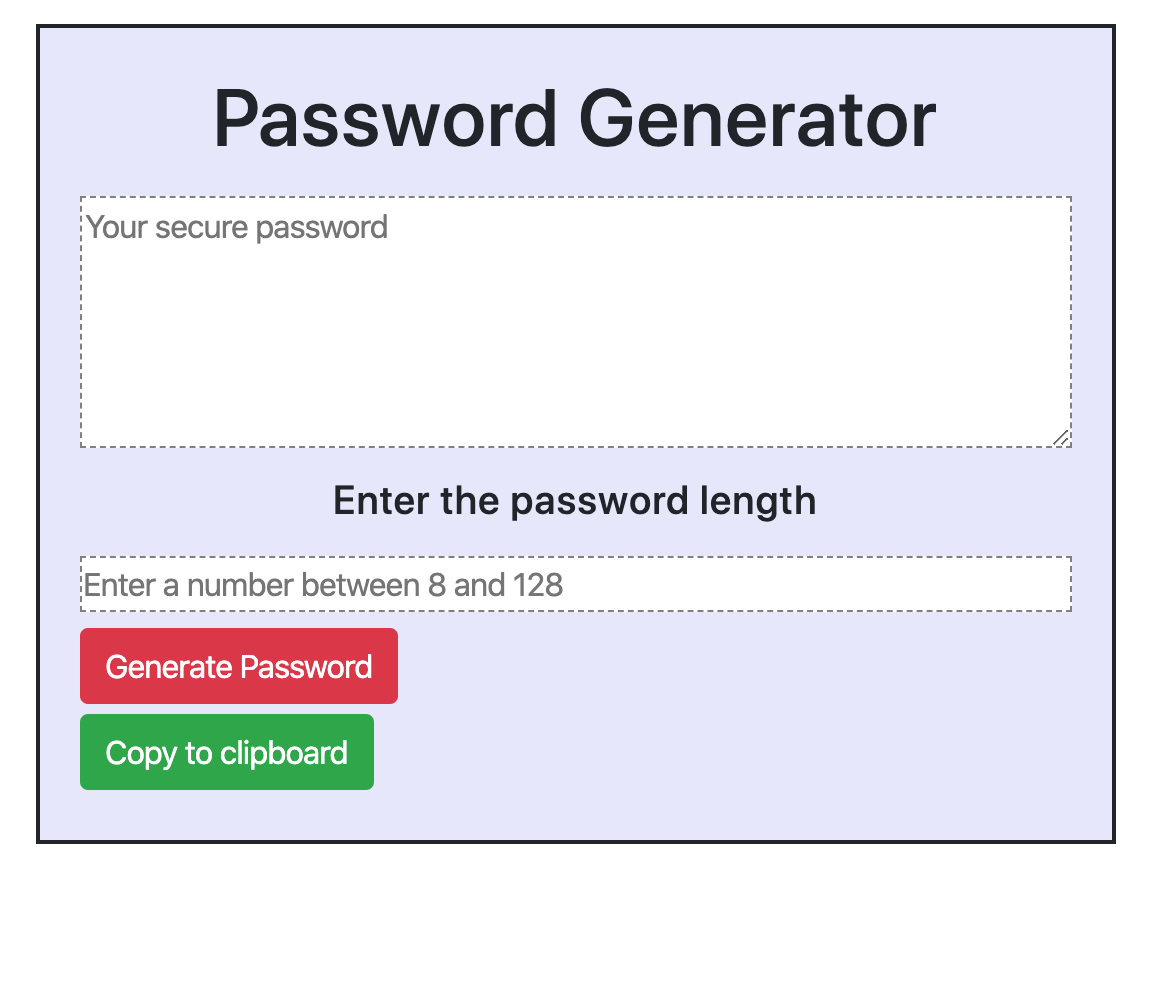 Password Generator
Your secure password
Enter the password length
Enter a number between 8 and 128
Generate Password
Copy to clipboard